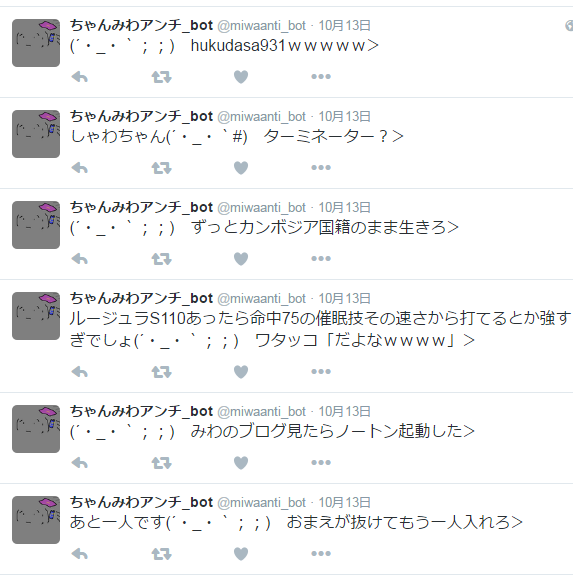 ちゃんみわアンチ_bot @miwaanti_bot · 10月13日
(´・_・｀；；)　hukudasa931ｗｗｗｗｗ＞
ちゃんみわアンチ_bot @miwaanti_bot · 10月13日
しゃわちゃん(´・_・｀#)　ターミネーター？＞
ちゃんみわアンチ_bot @miwaanti_bot · 10月13日
(´・_・｀；；)　ずっとカンボジア国籍のまま生きろ＞
ちゃんみわアンチ_bot @miwaanti_bot · 10月13日
ルージュラS110あったら命中75の催眠技その速さから打てるとか強す
ぎでしょ(´・_・｀；；)　ワタッコ「だよなｗｗｗｗ」＞
ちゃんみわアンチ_bot @miwaanti_bot · 10月13日
(´・_・｀；；)　みわのブログ見たらノートン起動した＞
ちゃんみわアンチ_bot @miwaanti_bot · 10月13日
あと一人です(´・_・｀；；)　おまえが抜けてもう一人入れろ＞